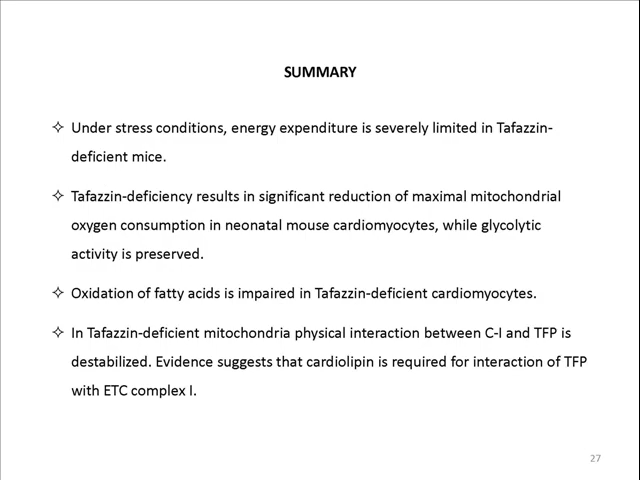 SUMMARY
✧ Under stress conditions, energy expenditure is severely limited in Tafazzin-
deficient mice.
✧ Tafazzin-deficiency results in significant reduction of maximal mitochondrial
oxygen consumption in neonatal mouse cardiomyocytes, while glycolytic
activity is preserved.
✧ Oxidation of fatty acids is impaired in Tafazzin-deficient cardiomyocytes.
✧ In Tafazzin-deficient mitochondria physical interaction between C-I and TFP is
destabilized. Evidence suggests that cardiolipin is required for interaction of TFP
with ETC complex I.
27